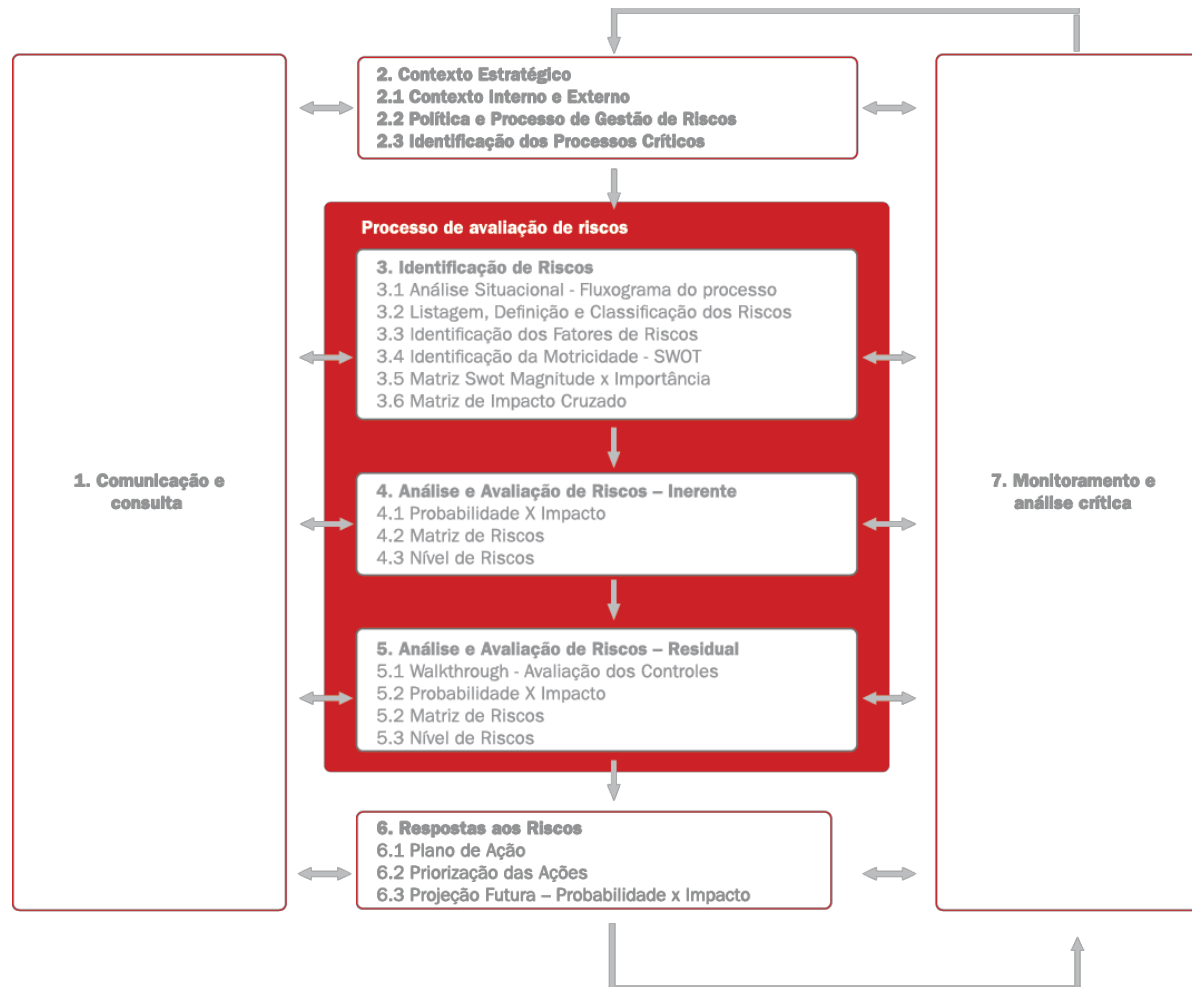 1. Comunicação e
consulta
2. Contexto Estratégico
2.1 Contexto Interno e Externo
2.2 Política e Processo de Gestão de Riscos
2.3 Identificação dos Processos Críticos
Processo de avaliação de riscos
3. Identificação de Riscos
3.1 Análise Situacional - Fluxograma do processo
3.2 Listagem, Definição e Classificação dos Riscos
3.3 Identificação dos Fatores de Riscos
3.4 Identificação da Motricidade - SWOT
3.5 Matriz Swot Magnitude x Importância
3.6 Matriz de Impacto Cruzado
4. Análise e Avaliação de Riscos – Inerente
4.1 Probabilidade X Impacto
4.2 Matriz de Riscos
4.3 Nível de Riscos
5. Análise e Avaliação de Riscos – Residual
5.1 Walkthrough - Avaliação dos Controles
5.2 Probabilidade X Impacto
5.2 Matriz de Riscos
5.3 Nível de Riscos
6. Respostas aos Riscos
6.1 Plano de Ação
6.2 Priorização das Ações
6.3 Projeção Futura – Probabilidade x Impacto
7. Monitoramento e
análise crítica